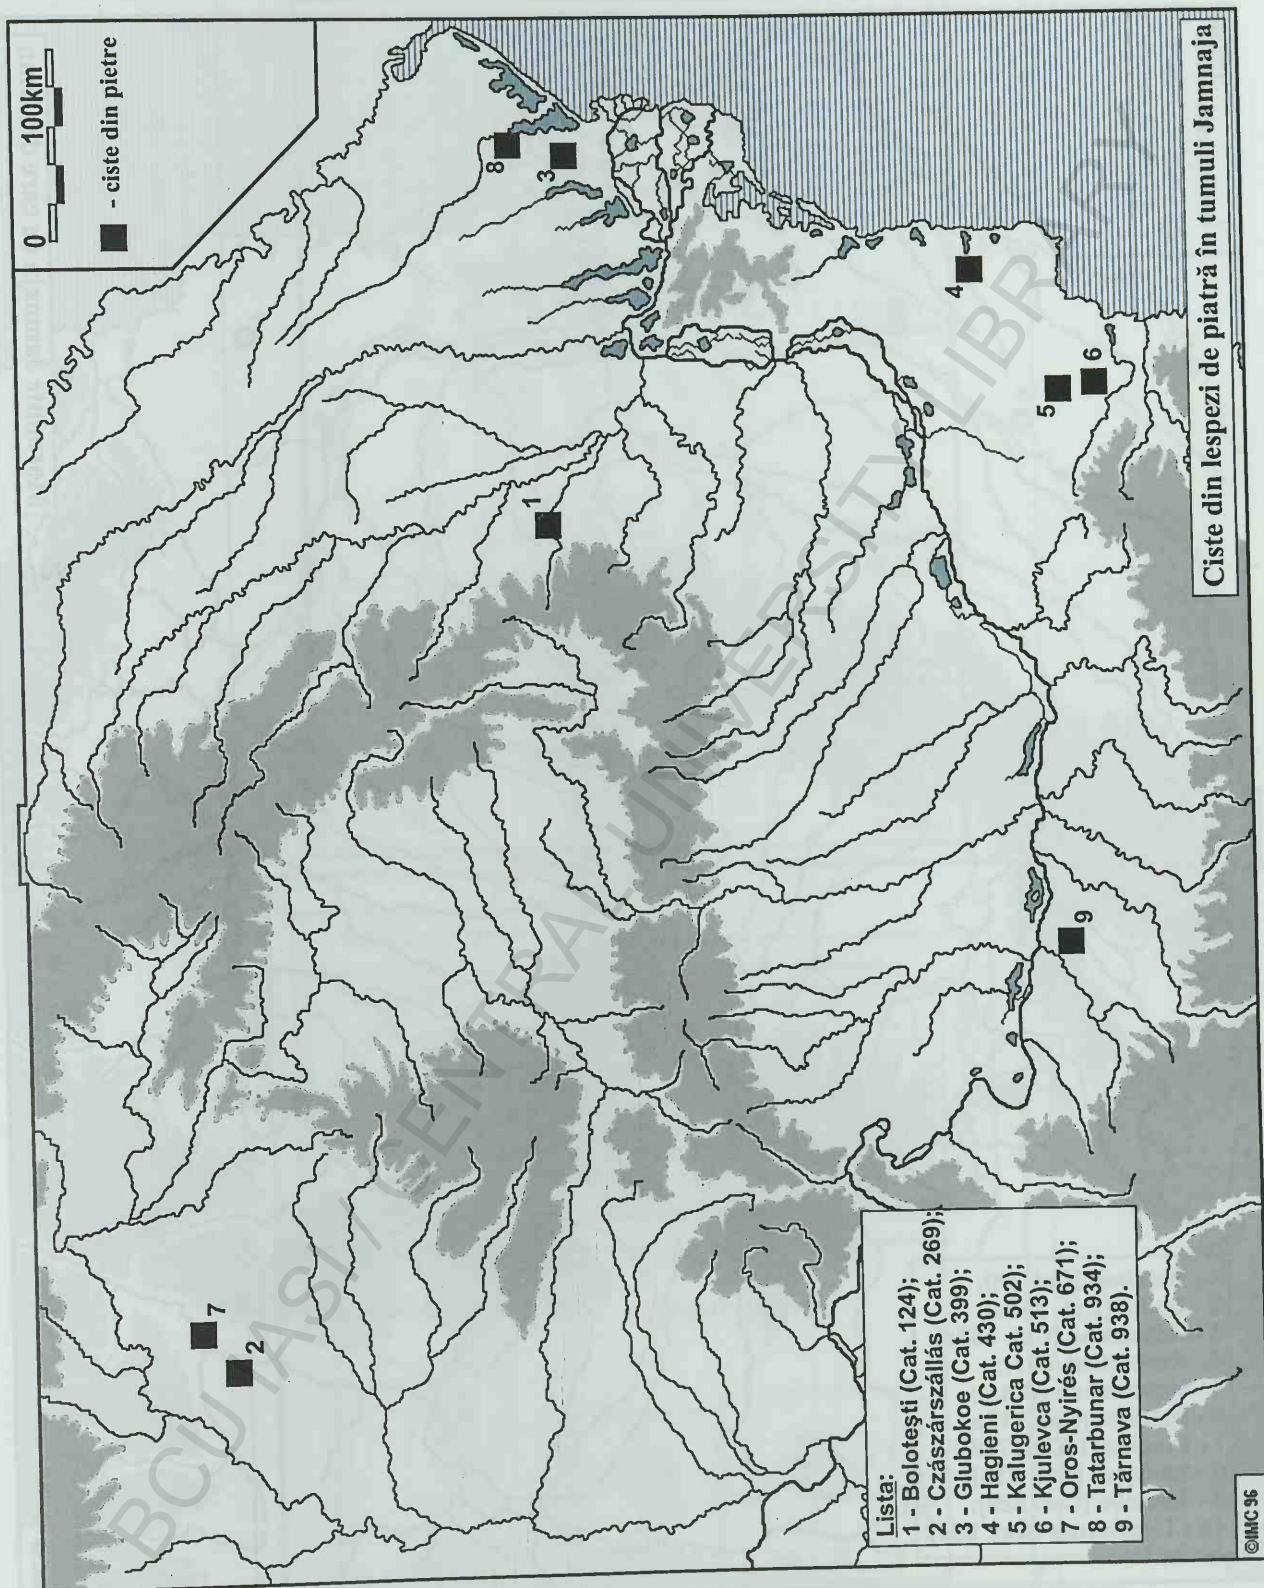 0 100km
- ciste din pietre
8
3
4
5
6
1
9
7
2
Ciste din lespezi de piatră în tumuli Jamnaja
Lista:
1 - Boloteşti (Cat. 124);
2 - Czászárszállás (Cat. 269);
3 - Glubokoe (Cat. 399);
4 - Hagieni (Cat. 430);
5 - Kalugerica Cat. 502);
6 - Kjulevca (Cat. 513);
7 - Oros-Nyirés (Cat. 671);
8 - Tatarbunar (Cat. 934);
9 - Tărnava (Cat. 938).
©IMC 96
BCU IASI / CENTRAL UNIVERSITY LIBRARY